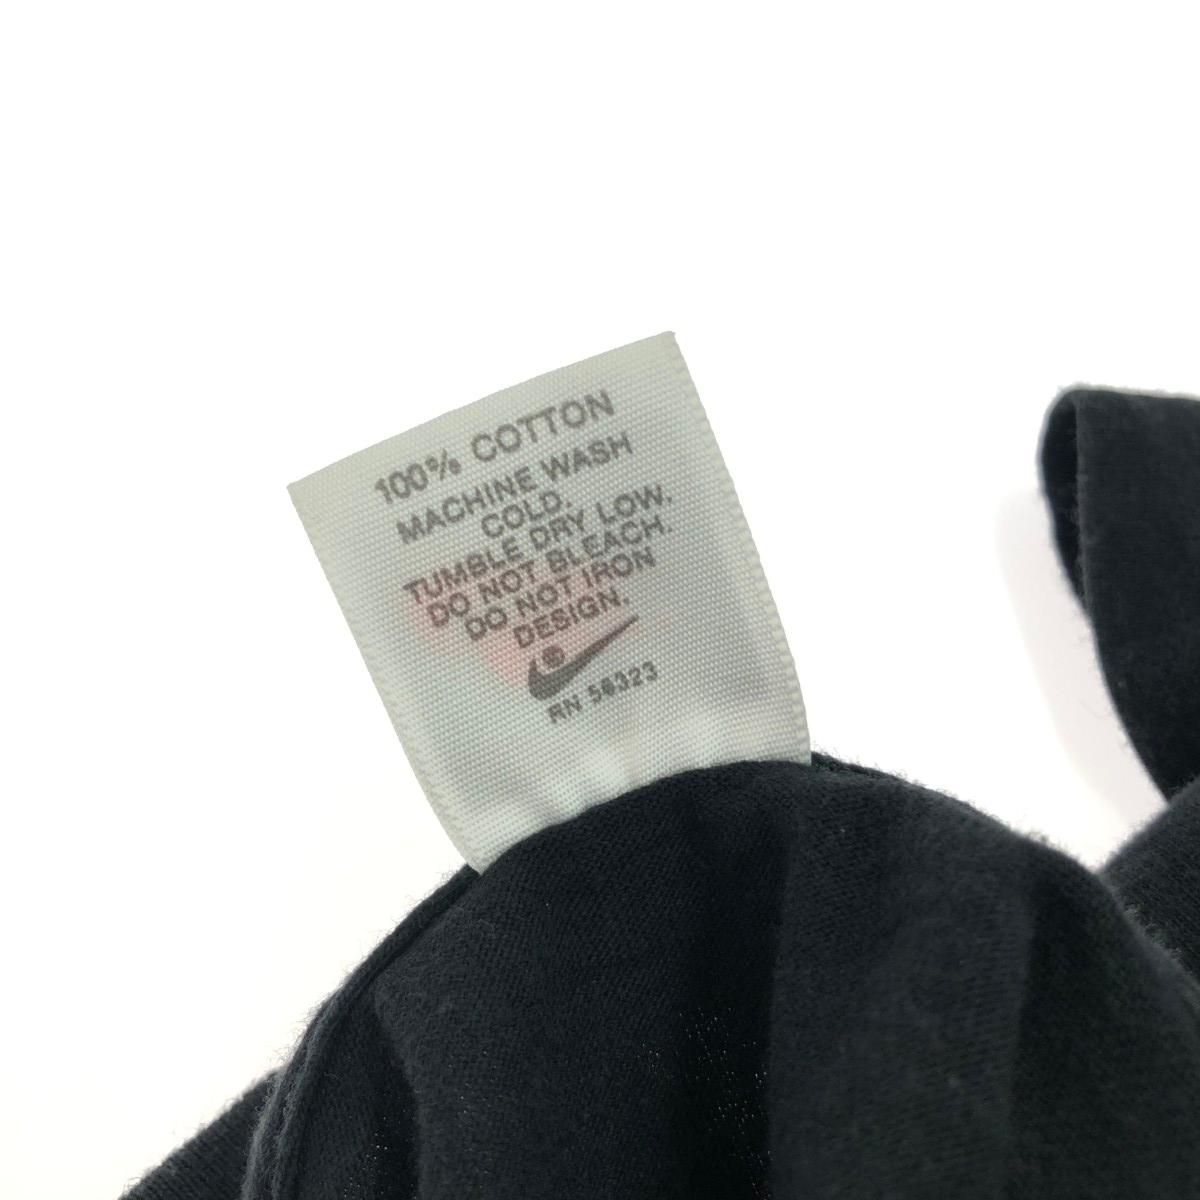 100% COTTON
MACHINE WASH
COLD.
TUMBLE DRY LOW.
DO NOT BLEACH.
DO NOT IRON
DESIGN.
RN 56323